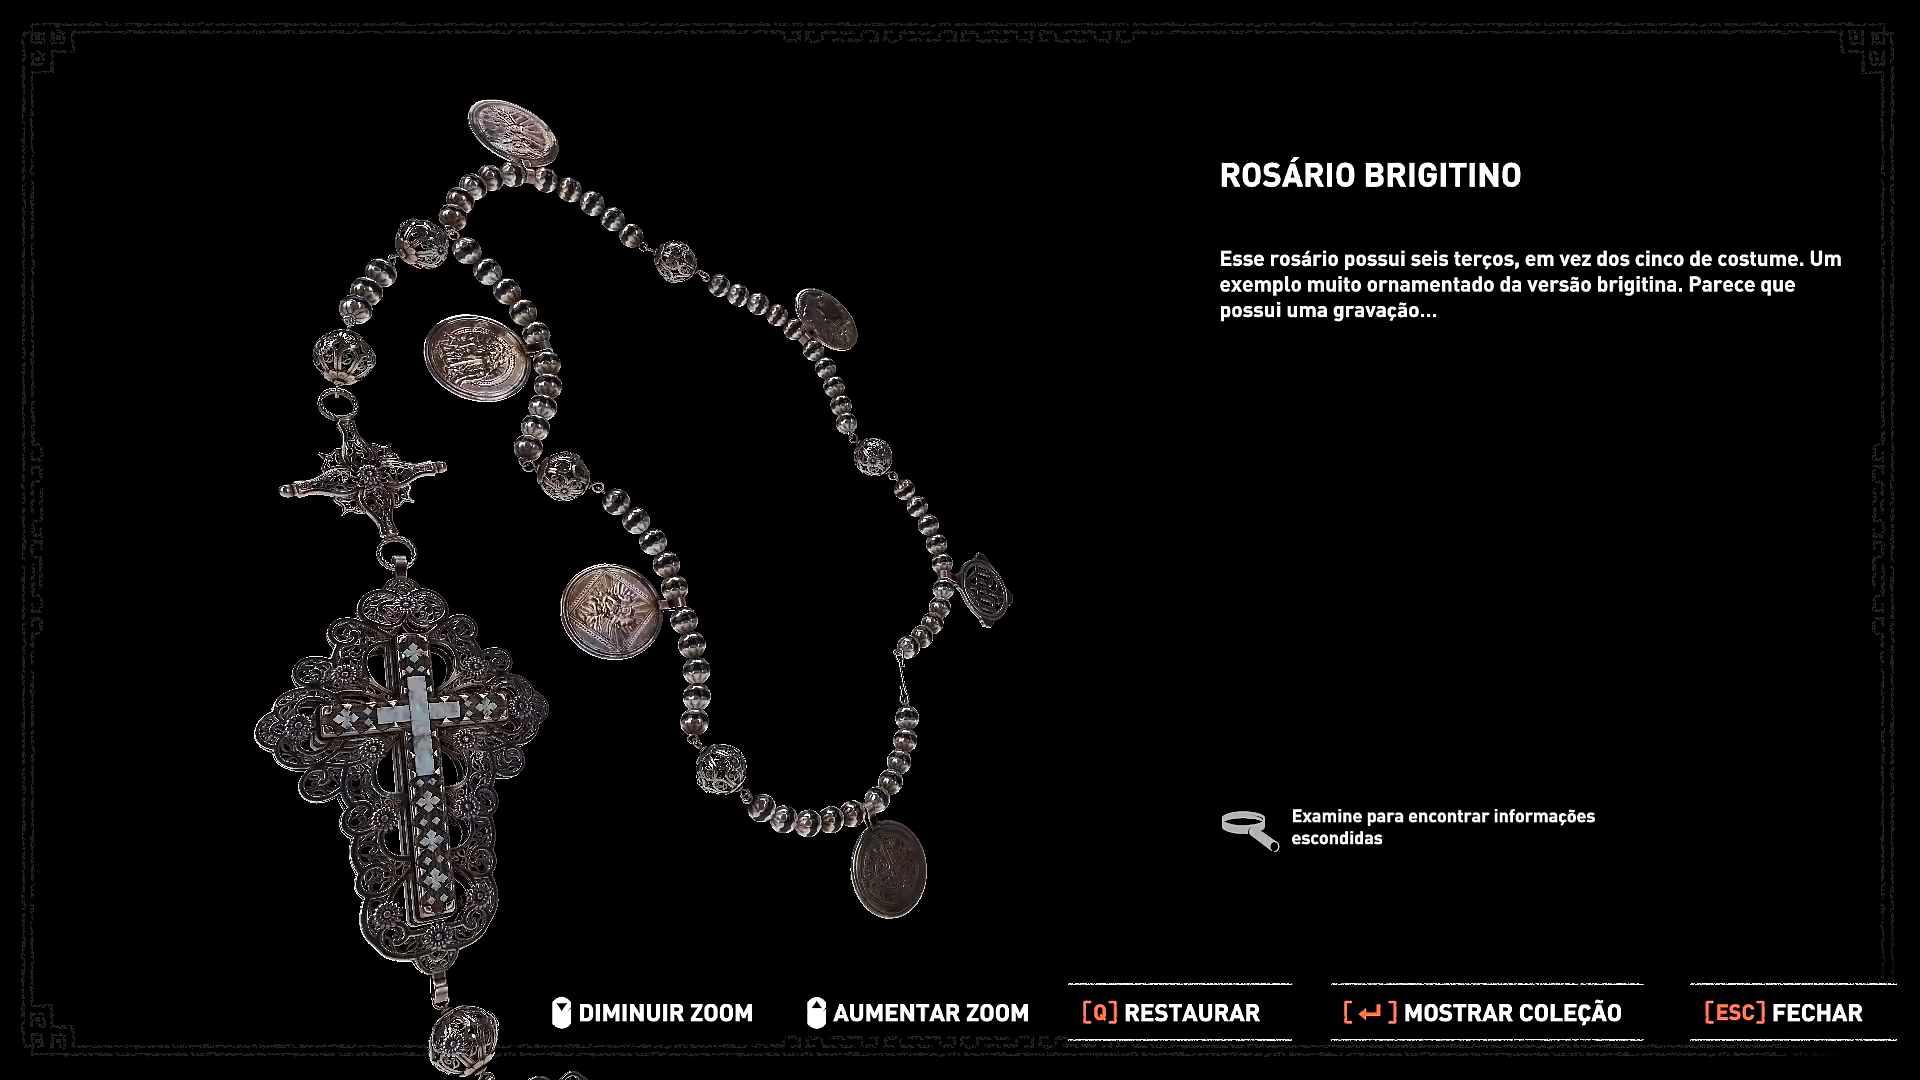 ROSÁRIO BRIGITINO
Esse rosário possui seis terços, em vez dos cinco de costume. Um
exemplo muito ornamentado da versão brigitina. Parece que
possui uma gravação...
Examine para encontrar informações
escondidas
DIMINUIR ZOOM
AUMENTAR ZOOM
[Q] RESTAURAR
[↵] MOSTRAR COLEÇÃO
[ESC] FECHAR